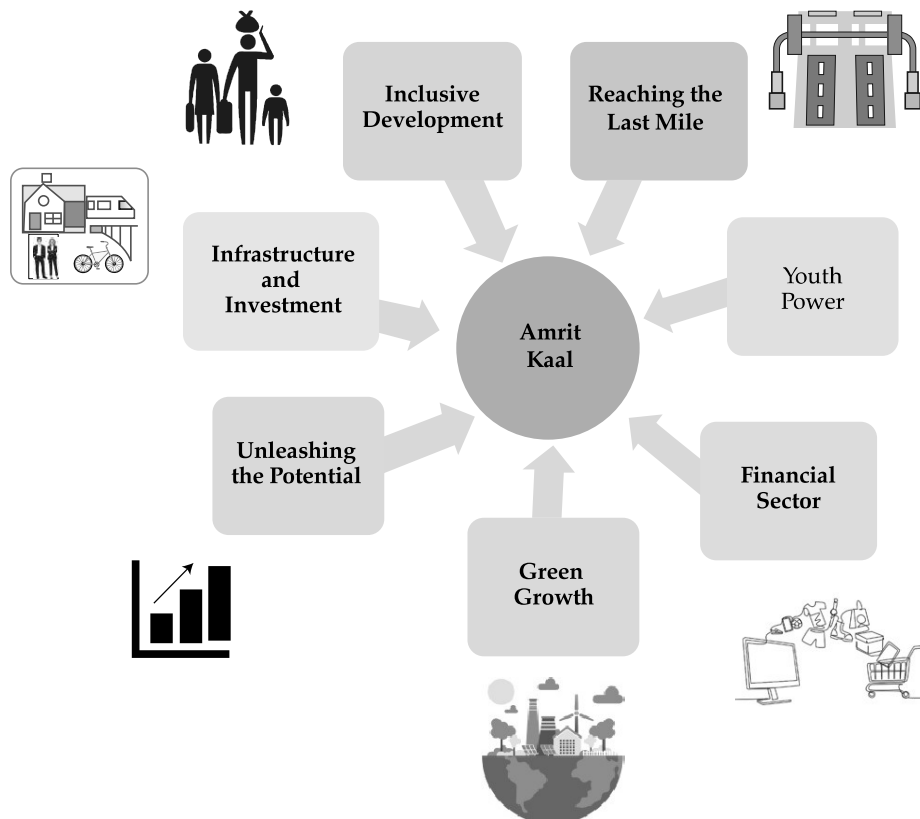 Inclusive
Development
Reaching the
Last Mile
Infrastructure
and
Investment
Youth
Power
Amrit
Kaal
Unleashing
the Potential
Financial
Sector
Green
Growth